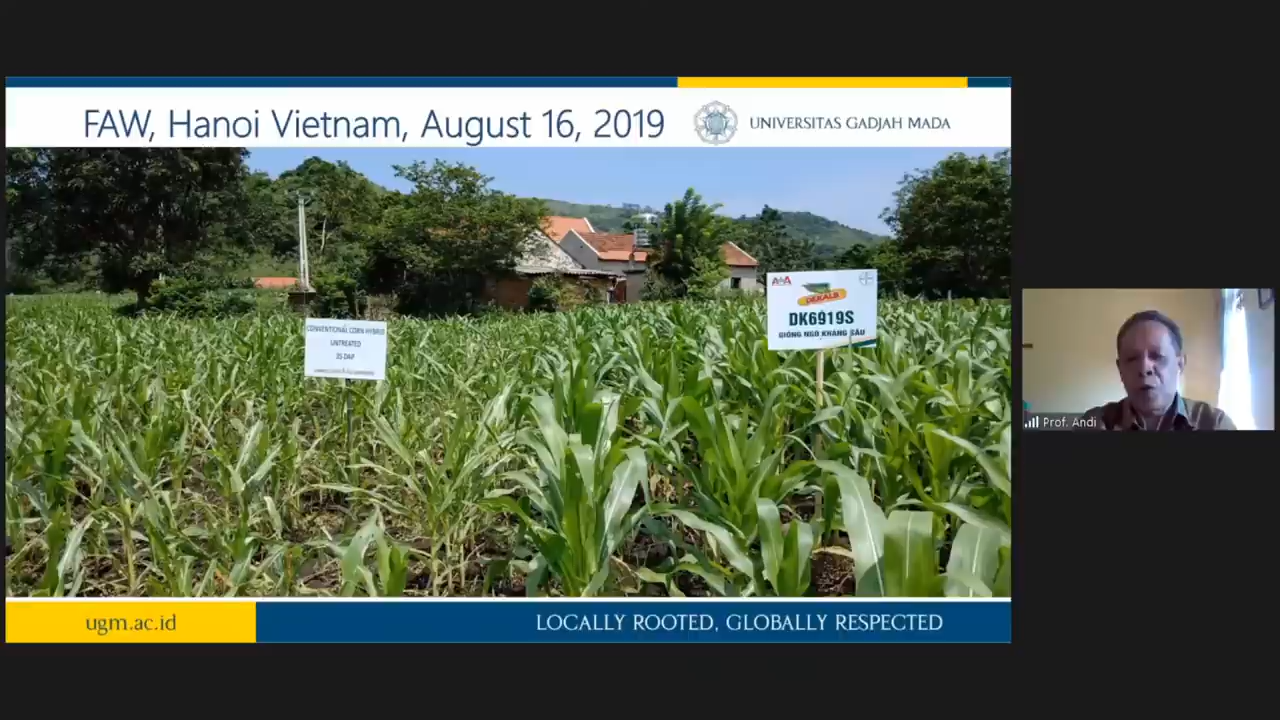 FAW, Hanoi Vietnam, August 16, 2019
UNIVERSITAS GADJAH MADA
CONVENTIONAL CORN HYBRID
UNTREATED
35 DAP
DEKALB
DK6919S
GIỐNG NGÔ KHÁNG SÂU
Prof. Andi
ugm.ac.id
LOCALLY ROOTED, GLOBALLY RESPECTED